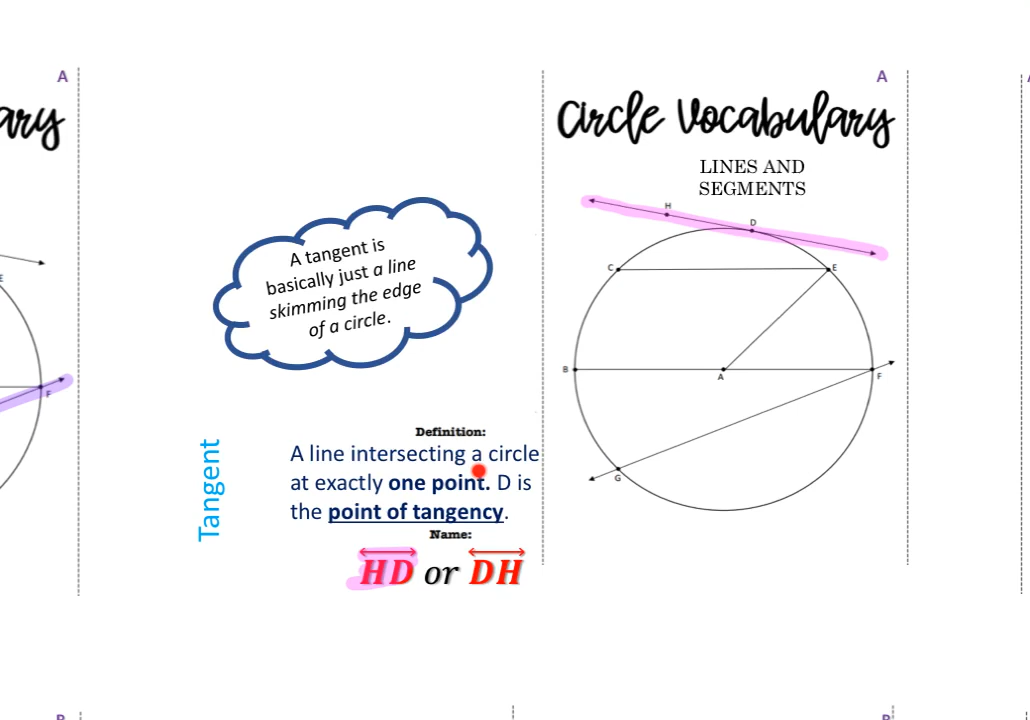 A
A
ary
Circle Vocabulary
LINES AND
SEGMENTS
H
D
A tangent is
basically just a line
skimming the edge
of a circle.
C
E
E
B
A
F
F
G
Tangent
Definition:
A line intersecting a circle
at exactly one point. D is
the point of tangency.
Name:
HD or DH